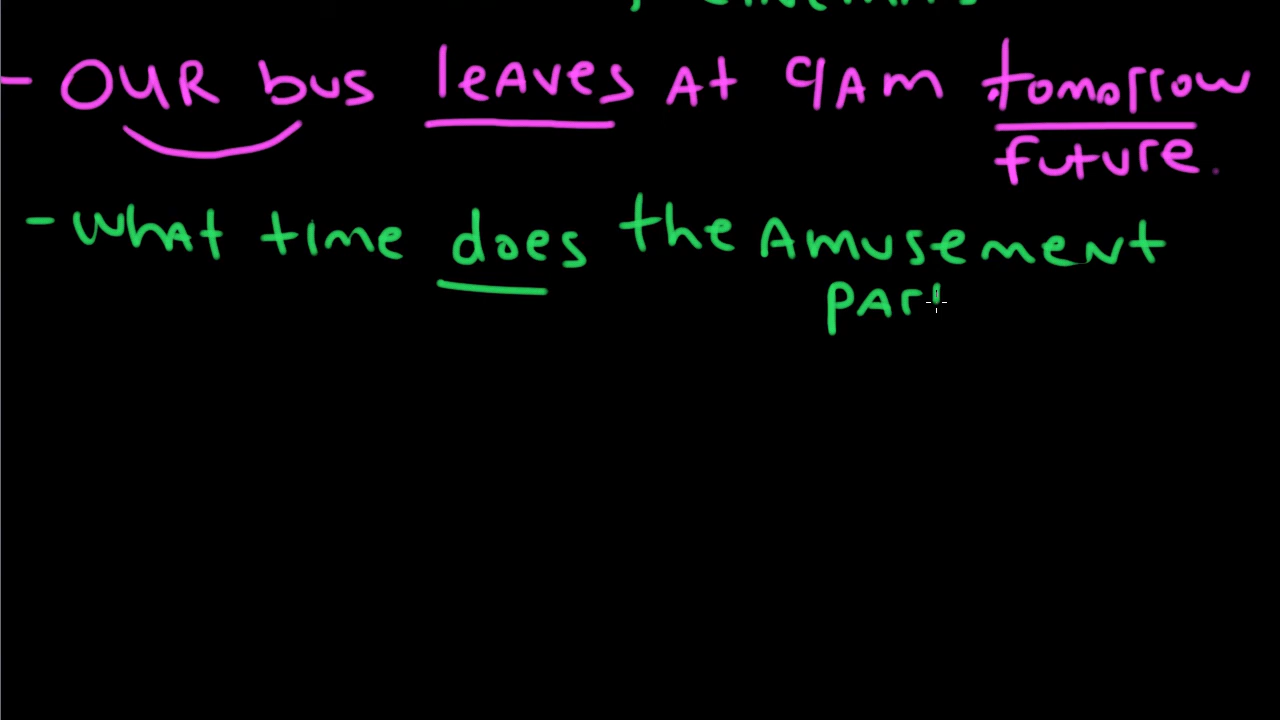 - OUR bus leaves At 9Am tomorrow
future.
- What time does the Amusement
par